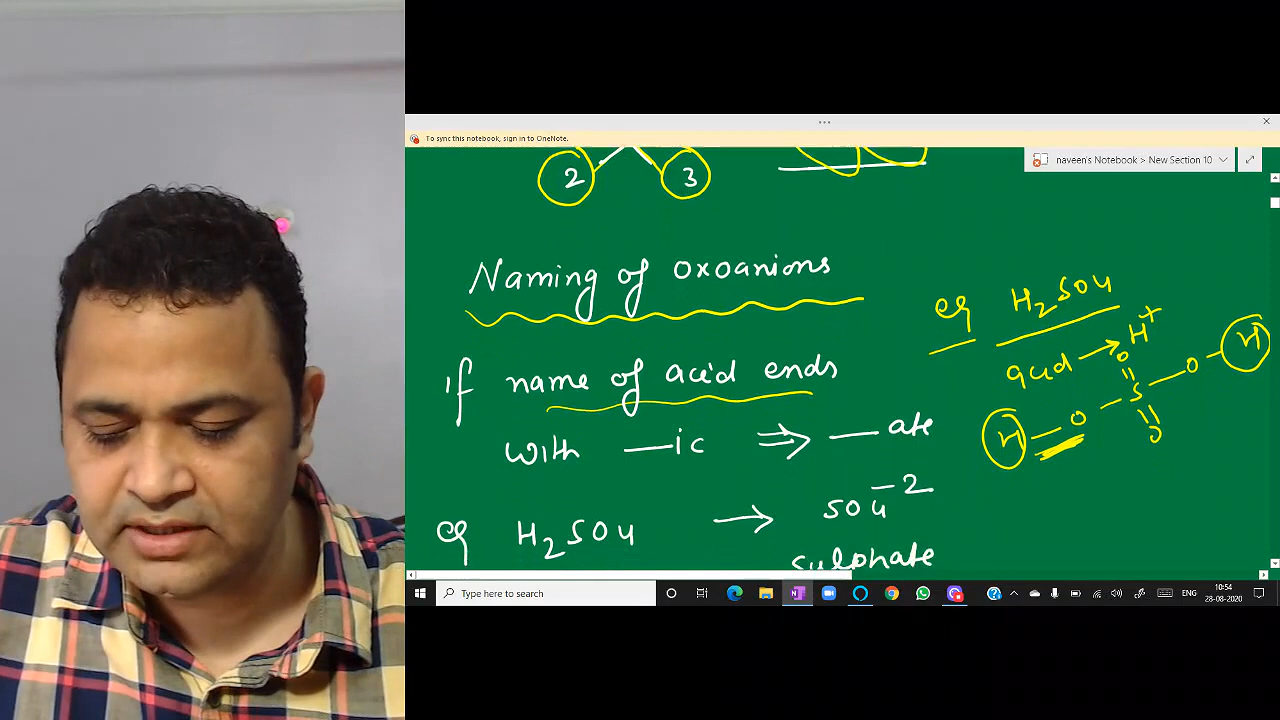 To sync this notebook, sign in to OneNote.
naveen's Notebook > New Section 10
2 3
Naming of oxoanions
eg H2SO4
acid → H+
O
S O H
H O
O
If name of acid ends
with —ic ⇒ —ate
eg H2SO4 → SO4 -2
sulphate
Type here to search
ENG
10:54
28-08-2020